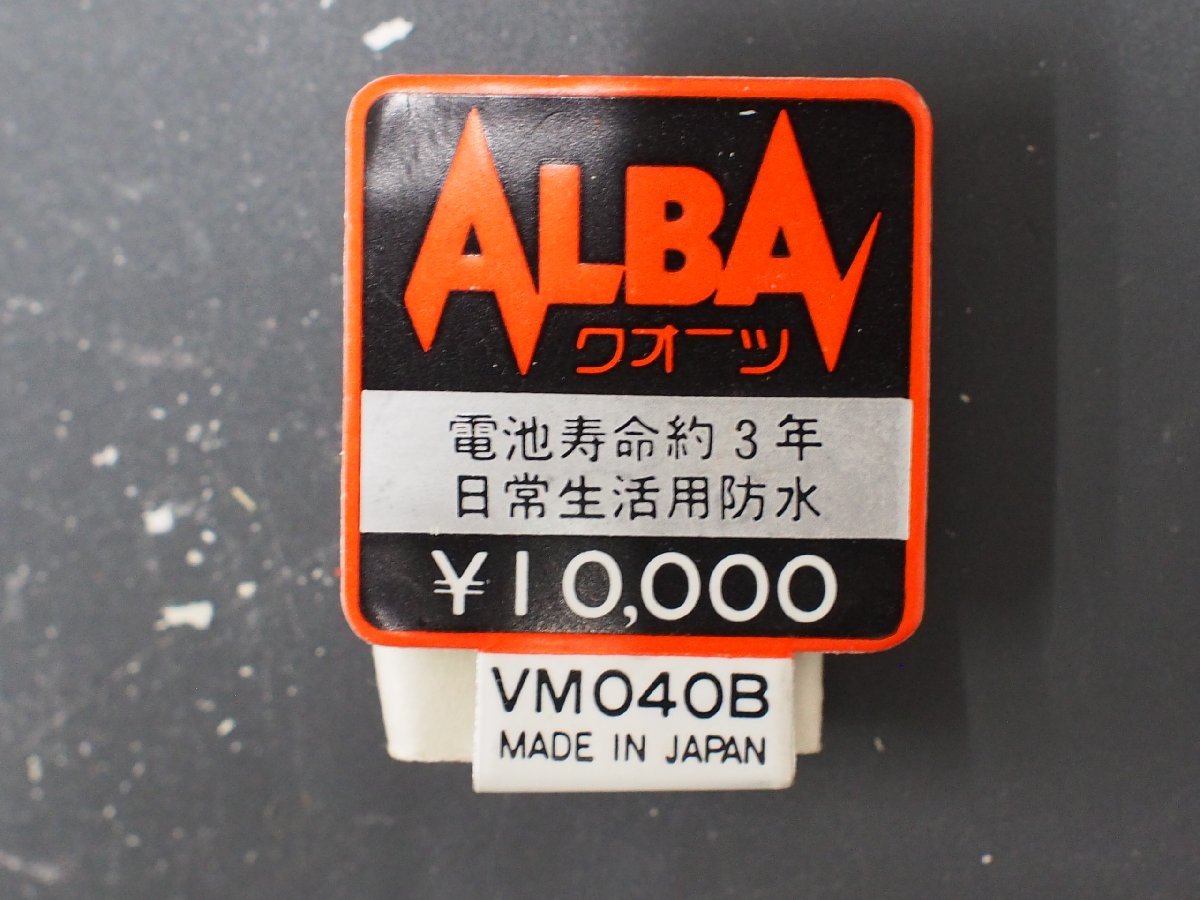 ALBA
クオーツ
電池寿命約3年
日常生活用防水
¥10,000
VM040B
MADE IN JAPAN